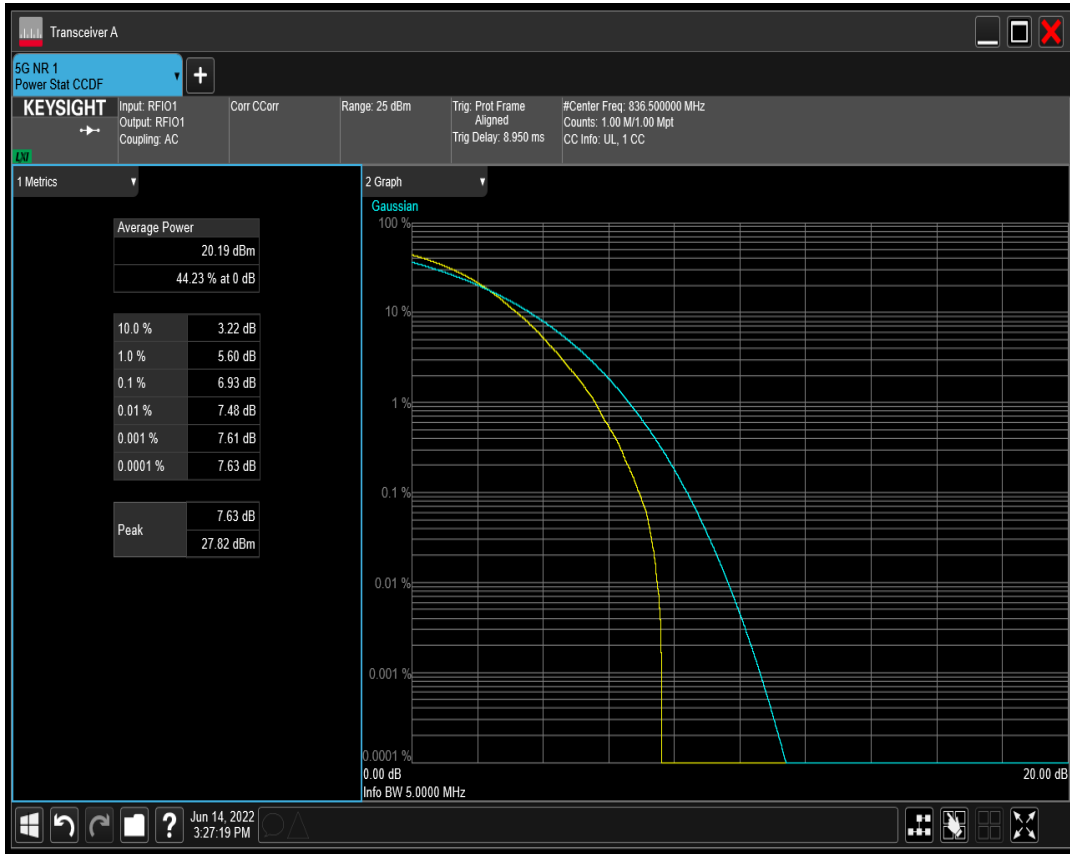 Transceiver A
5G NR 1
Power Stat CCDF
+
KEYSIGHT
LXI
Input: RFIO1
Output: RFIO1
Coupling: AC
Corr CCorr
Range: 25 dBm
Trig: Prot Frame
Aligned
Trig Delay: 8.950 ms
#Center Freq: 836.500000 MHz
Counts: 1.00 M/1.00 Mpt
CC Info: UL, 1 CC
1 Metrics
Average Power
20.19 dBm
44.23 % at 0 dB
10.0 % 3.22 dB
1.0 % 5.60 dB
0.1 % 6.93 dB
0.01 % 7.48 dB
0.001 % 7.61 dB
0.0001 % 7.63 dB
Peak
7.63 dB
27.82 dBm
2 Graph
Gaussian
100 %
10 %
1 %
0.1 %
0.01 %
0.001 %
0.0001 %
0.00 dB 20.00 dB
Info BW 5.0000 MHz
?
Jun 14, 2022
3:27:19 PM